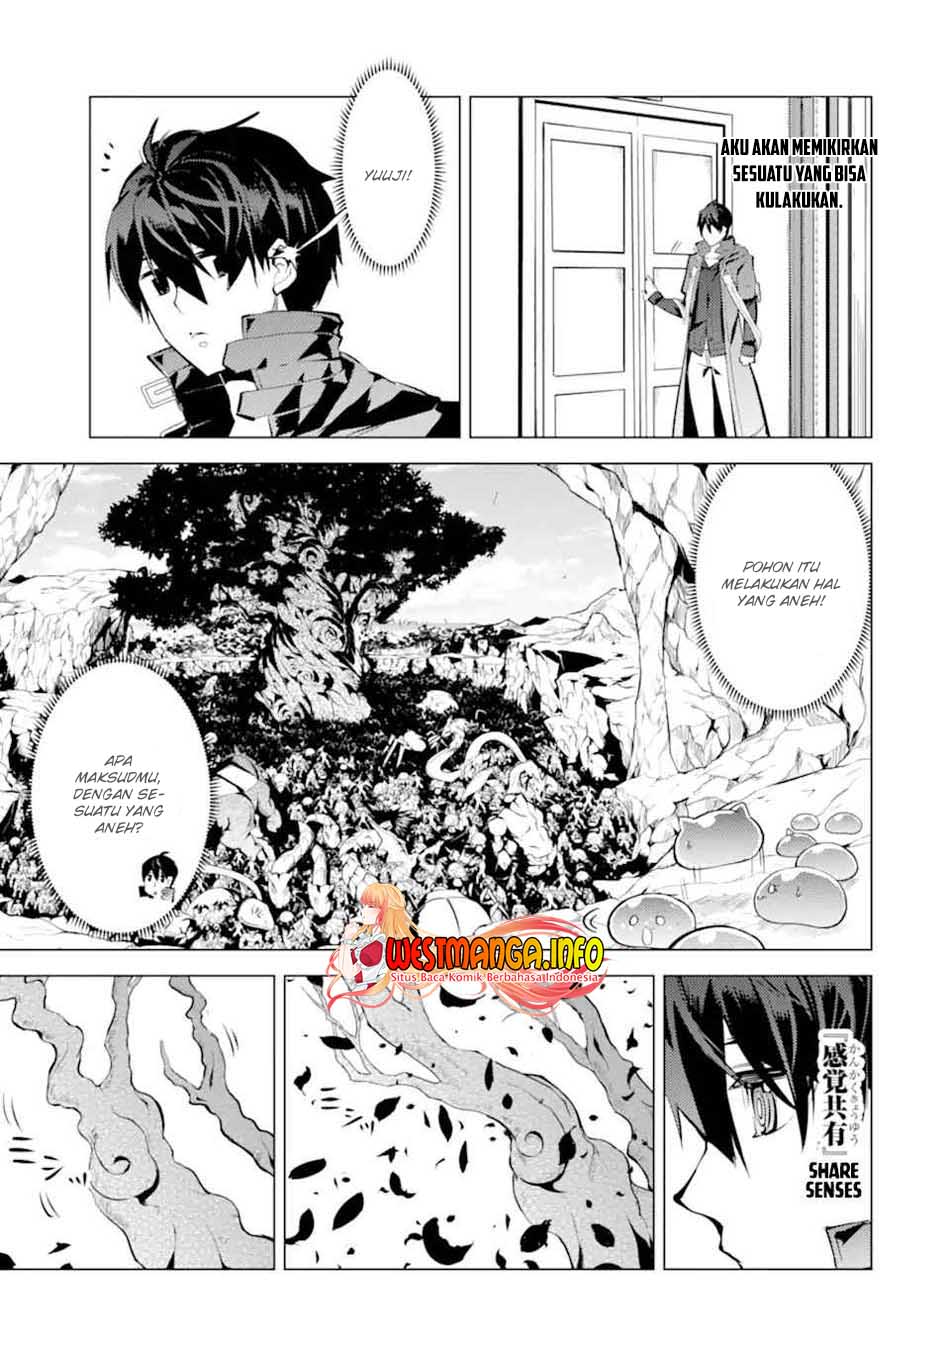 AKU AKAN MEMIKIRKAN
SESUATU YANG BISA
KULAKUKAN.
YUUJI!
POHON ITU
MELAKUKAN HAL
YANG ANEH!
APA
MAKSUDMU,
DENGAN SE-
SUATU YANG
ANEH?
WESTMANGA.INFO
Situs Baca Komik Berbahasa Indonesia
『感覚共有』
かんかくきょうゆう
SHARE
SENSES